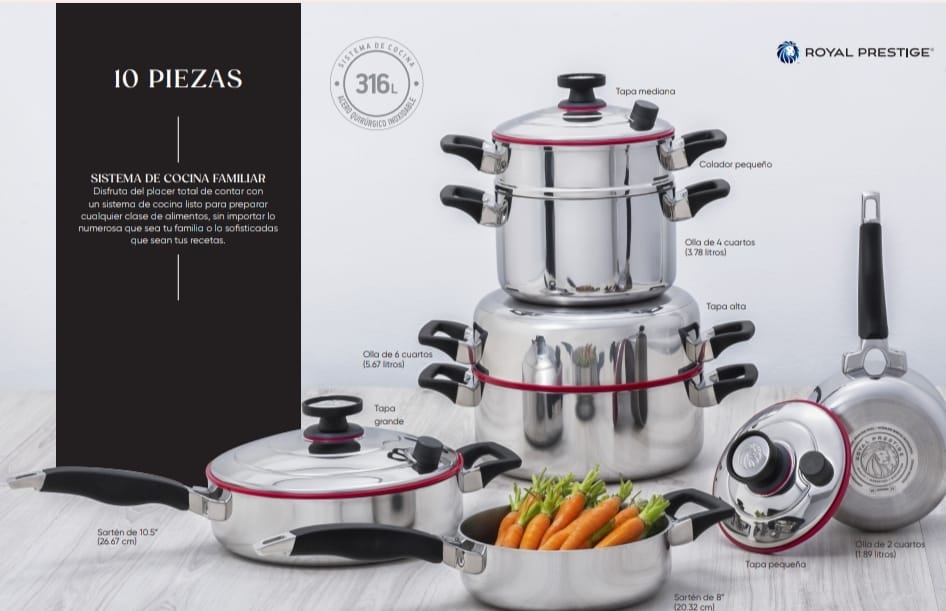 10 PIEZAS
SISTEMA DE COCINA FAMILIAR
Disfruta del placer total de contar con
un sistema de cocina listo para preparar
cualquier clase de alimentos, sin importar lo
numerosa que sea tu familia o lo sofisticadas
que sean tus recetas.
SISTEMA DE COCINA
316L
ACERO QUIRÚRGICO INOXIDABLE
ROYAL PRESTIGE®
Tapa mediana
Colador pequeño
Olla de 4 cuartos
(3.78 litros)
Tapa alta
Olla de 6 cuartos
(5.67 litros)
Tapa
grande
Sartén de 10.5"
(26.67 cm)
ROYAL PRESTIGE
Olla de 2 cuartos
(1.89 litros)
Tapa pequeña
Sartén de 8"
(20.32 cm)